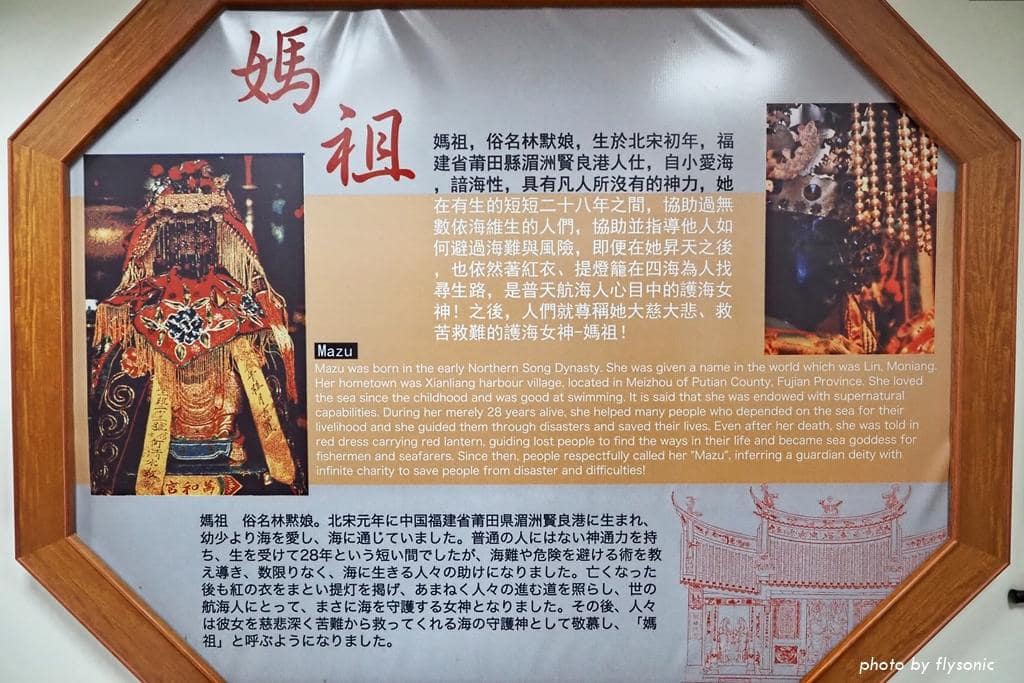 媽
祖
媽祖，俗名林默娘，生於北宋初年，福
建省莆田縣湄洲賢良港人仕，自小愛海
，諳海性，具有凡人所沒有的神力，她
在有生的短短二十八年之間，協助過無
數依海維生的人們，協助並指導他人如
何避過海難與風險，即便在她昇天之後
，也依然著紅衣、提燈籠在四海為人找
尋生路，是普天航海人心目中的護海女
神！之後，人們就尊稱她大慈大悲、救
苦救難的護海女神-媽祖！
Mazu
Mazu was born in the early Northern Song Dynasty. She was given a name in the world which was Lin, Moniang.
Her hometown was Xianliang harbour village, located in Meizhou of Putian County, Fujian Province. She loved
the sea since the childhood and was good at swimming. It is said that she was endowed with supernatural
capabilities. During her merely 28 years alive, she helped many people who depended on the sea for their
livelihood and she guided them through disasters and saved their lives. Even after her death, she was told in
red dress carrying red lantern, guiding lost people to find the ways in their life and became sea goddess for
fishermen and seafarers. Since then, people respectfully called her "Mazu", inferring a guardian deity with
infinite charity to save people from disaster and difficulties!
宮和萬
媽祖　俗名林黙娘。北宋元年に中国福建省莆田県湄洲賢良港に生まれ、
幼少より海を愛し、海に通じていました。普通の人にはない神通力を持
ち、生を受けて28年という短い間でしたが、海難や危険を避ける術を教
え導き、数限りなく、海に生きる人々の助けになりました。亡くなった
後も紅の衣をまとい提灯を掲げ、あまねく人々の進む道を照らし、世の
航海人にとって、まさに海を守護する女神となりました。その後、人々
は彼女を慈悲深く苦難から救ってくれる海の守護神として敬慕し、「媽
祖」と呼ぶようになりました。
photo by flysonic